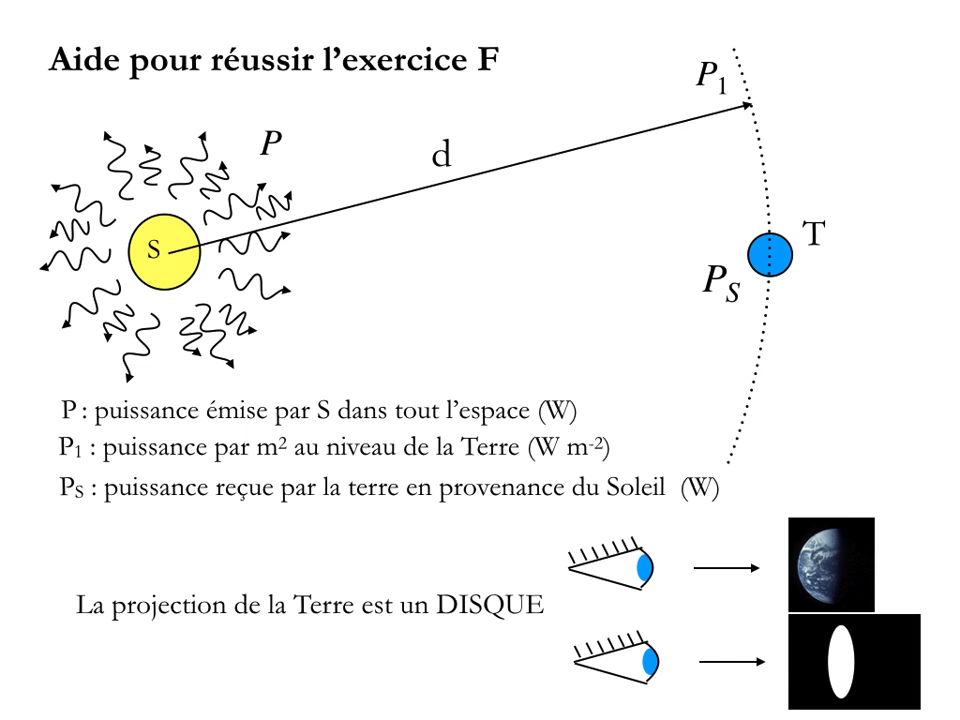 Aide pour réussir l’exercice F
P₁
P
d
S
T
P_S
P : puissance émise par S dans tout l’espace (W)
P₁ : puissance par m² au niveau de la Terre (W m⁻²)
P_S : puissance reçue par la terre en provenance du Soleil (W)
La projection de la Terre est un DISQUE